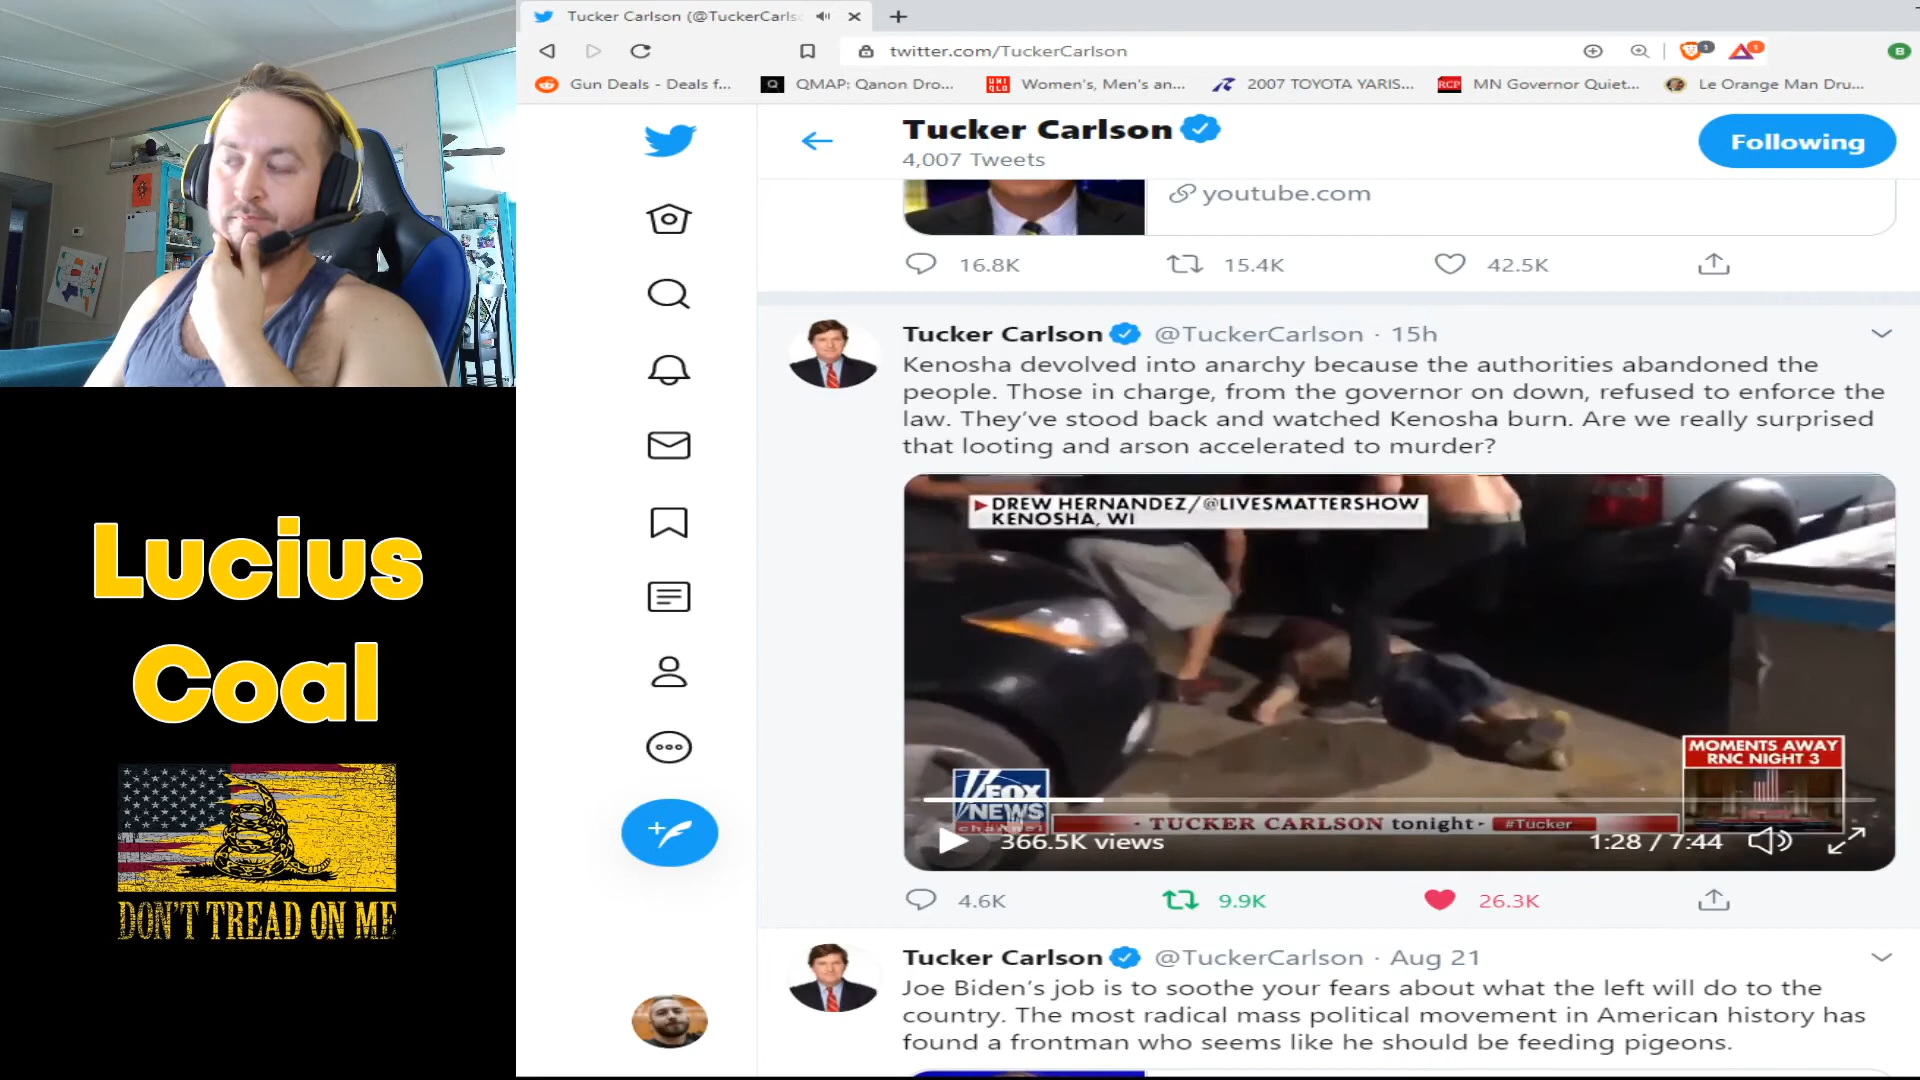 Tucker Carlson (@TuckerCarls
twitter.com/TuckerCarlson
1
1
B
Gun Deals - Deals f...
Q
QMAP: Qanon Dro...
UNI
QLO
Women's, Men's an...
2007 TOYOTA YARIS...
RCP
MN Governor Quiet...
Le Orange Man Dru...
Tucker Carlson
4,007 Tweets
Following
youtube.com
16.8K
15.4K
42.5K
Tucker Carlson @TuckerCarlson · 15h
Kenosha devolved into anarchy because the authorities abandoned the
people. Those in charge, from the governor on down, refused to enforce the
law. They've stood back and watched Kenosha burn. Are we really surprised
that looting and arson accelerated to murder?
DREW HERNANDEZ/@LIVESMATTERSHOW
KENOSHA, WI
MOMENTS AWAY
RNC NIGHT 3
FOX
NEWS
channel
· TUCKER CARLSON tonight · #Tucker
366.5K views
1:28 / 7:44
4.6K
9.9K
26.3K
Tucker Carlson @TuckerCarlson · Aug 21
Joe Biden's job is to soothe your fears about what the left will do to the
country. The most radical mass political movement in American history has
found a frontman who seems like he should be feeding pigeons.
Lucius
Coal
DON'T TREAD ON ME